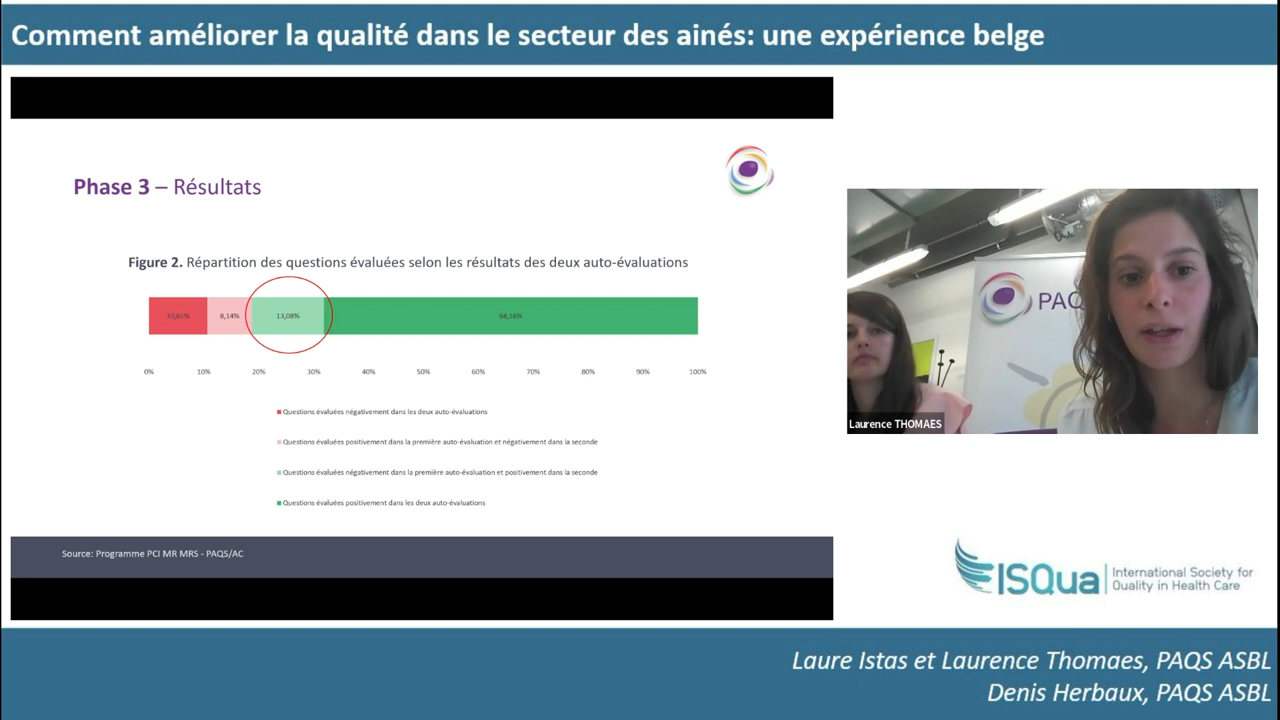 Comment améliorer la qualité dans le secteur des ainés: une expérience belge
Phase 3 – Résultats
Figure 2. Répartition des questions évaluées selon les résultats des deux auto-évaluations
10,61% 8,14% 13,08% 68,16%
0% 10% 20% 30% 40% 50% 60% 70% 80% 90% 100%
Questions évaluées négativement dans les deux auto-évaluations
Questions évaluées positivement dans la première auto-évaluation et négativement dans la seconde
Questions évaluées négativement dans la première auto-évaluation et positivement dans la seconde
Questions évaluées positivement dans les deux auto-évaluations
Source: Programme PCI MR MRS - PAQS/AC
PAQ
Laurence THOMAES
ISQua
International Society for
Quality in Health Care
Laure Istas et Laurence Thomaes, PAQS ASBL
Denis Herbaux, PAQS ASBL